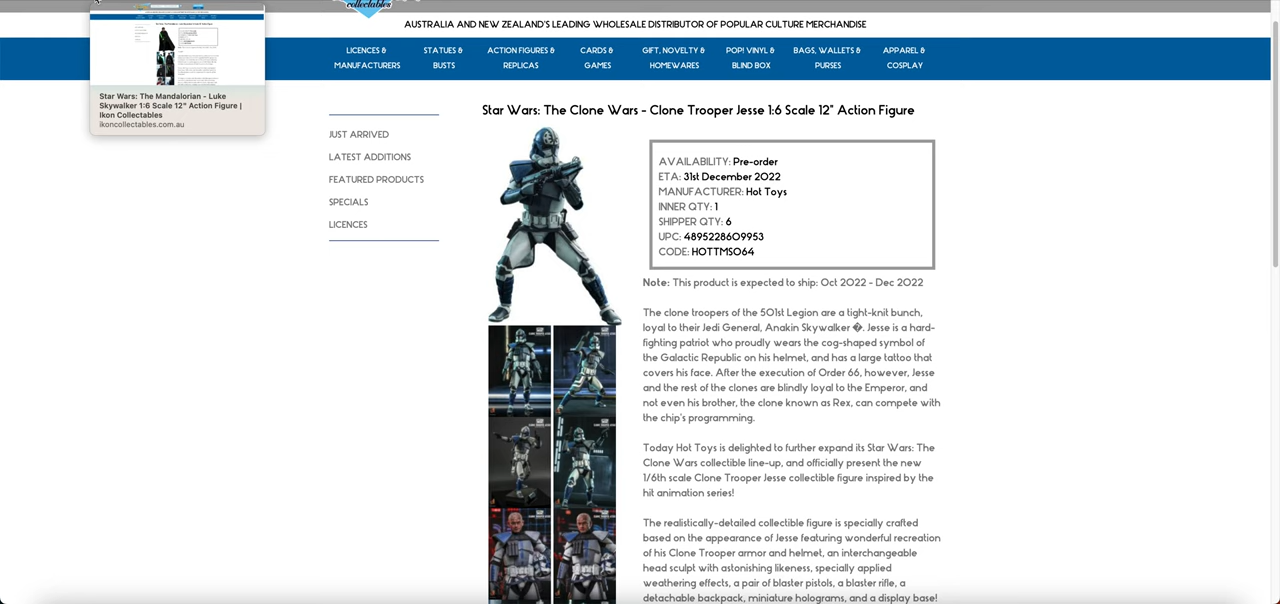 collectables
AUSTRALIA AND NEW ZEALAND'S LEADING WHOLESALE DISTRIBUTOR OF POPULAR CULTURE MERCHANDISE
LICENCES &
MANUFACTURERS
STATUES &
BUSTS
ACTION FIGURES &
REPLICAS
CARDS &
GAMES
GIFT, NOVELTY &
HOMEWARES
POP! VINYL &
BLIND BOX
BAGS, WALLETS &
PURSES
APPAREL &
COSPLAY
Star Wars: The Mandalorian - Luke
Skywalker 1:6 Scale 12" Action Figure |
Ikon Collectables
ikoncollectables.com.au
JUST ARRIVED
LATEST ADDITIONS
FEATURED PRODUCTS
SPECIALS
LICENCES
Star Wars: The Clone Wars - Clone Trooper Jesse 1:6 Scale 12" Action Figure
AVAILABILITY: Pre-order
ETA: 31st December 2022
MANUFACTURER: Hot Toys
INNER QTY: 1
SHIPPER QTY: 6
UPC: 4895228609953
CODE: HOTTMS064
Note: This product is expected to ship: Oct 2022 - Dec 2022
The clone troopers of the 501st Legion are a tight-knit bunch,
loyal to their Jedi General, Anakin Skywalker �. Jesse is a hard-
fighting patriot who proudly wears the cog-shaped symbol of
the Galactic Republic on his helmet, and has a large tattoo that
covers his face. After the execution of Order 66, however, Jesse
and the rest of the clones are blindly loyal to the Emperor, and
not even his brother, the clone known as Rex, can compete with
the chip's programming.
Today Hot Toys is delighted to further expand its Star Wars: The
Clone Wars collectible line-up, and officially present the new
1/6th scale Clone Trooper Jesse collectible figure inspired by the
hit animation series!
The realistically-detailed collectible figure is specially crafted
based on the appearance of Jesse featuring wonderful recreation
of his Clone Trooper armor and helmet, an interchangeable
head sculpt with astonishing likeness, specially applied
weathering effects, a pair of blaster pistols, a blaster rifle, a
detachable backpack, miniature holograms, and a display base!